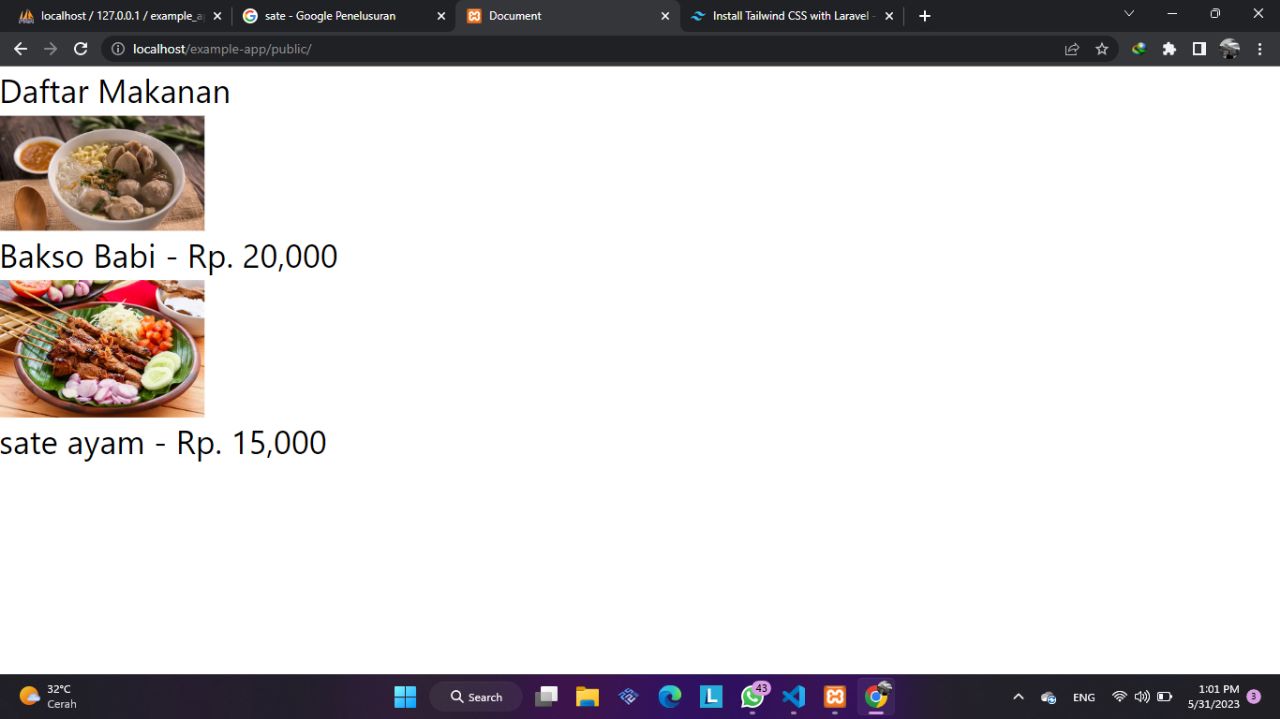 localhost / 127.0.0.1 / example_a
sate - Google Penelusuran
Document
Install Tailwind CSS with Laravel -
localhost/example-app/public/
Daftar Makanan
Bakso Babi - Rp. 20,000
sate ayam - Rp. 15,000
32°C
Cerah
Search
L
43
ENG
1:01 PM
5/31/2023
3